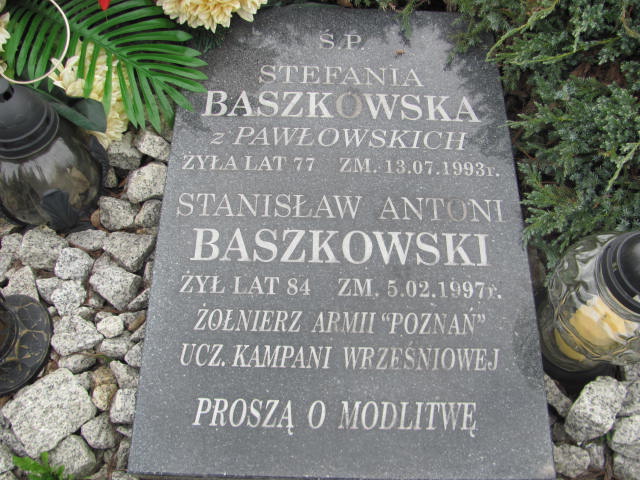 Ś.P.
STEFANIA
BASZKOWSKA
z PAWŁOWSKICH
ŻYŁA LAT 77 ZM. 13.07.1993r.
STANISŁAW ANTONI
BASZKOWSKI
ŻYŁ LAT 84 ZM. 5.02.1997r.
ŻOŁNIERZ ARMII "POZNAŃ"
UCZ. KAMPANI WRZEŚNIOWEJ
PROSZĄ O MODLITWĘ